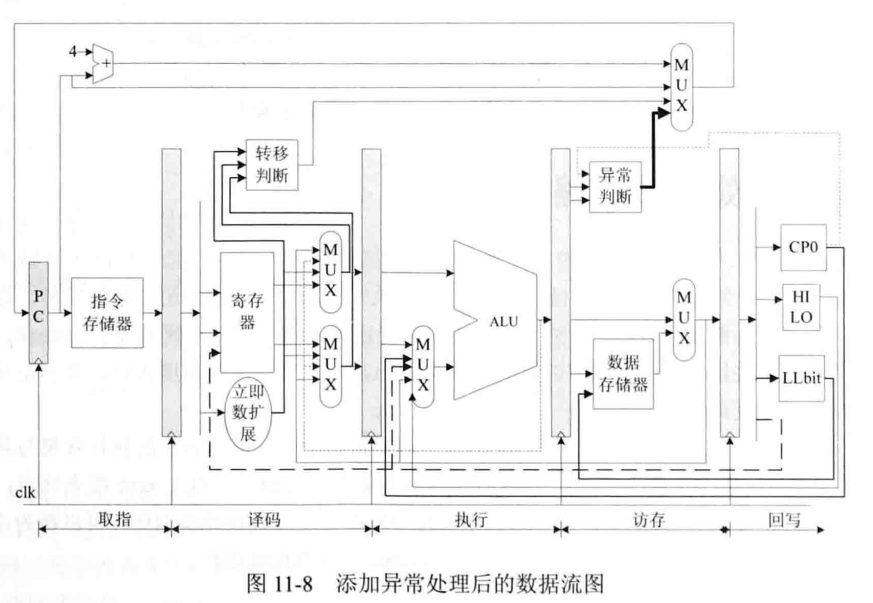 4
+
M
U
X
转移
判断
异常
判断
P
C
指令
存储器
寄存
器
立即
数扩
展
M
U
X
M
U
X
M
U
X
ALU
数据
存储器
M
U
X
CP0
HI
LO
LLbit
clk
取指
译码
执行
访存
回写
图 11-8 添加异常处理后的数据流图